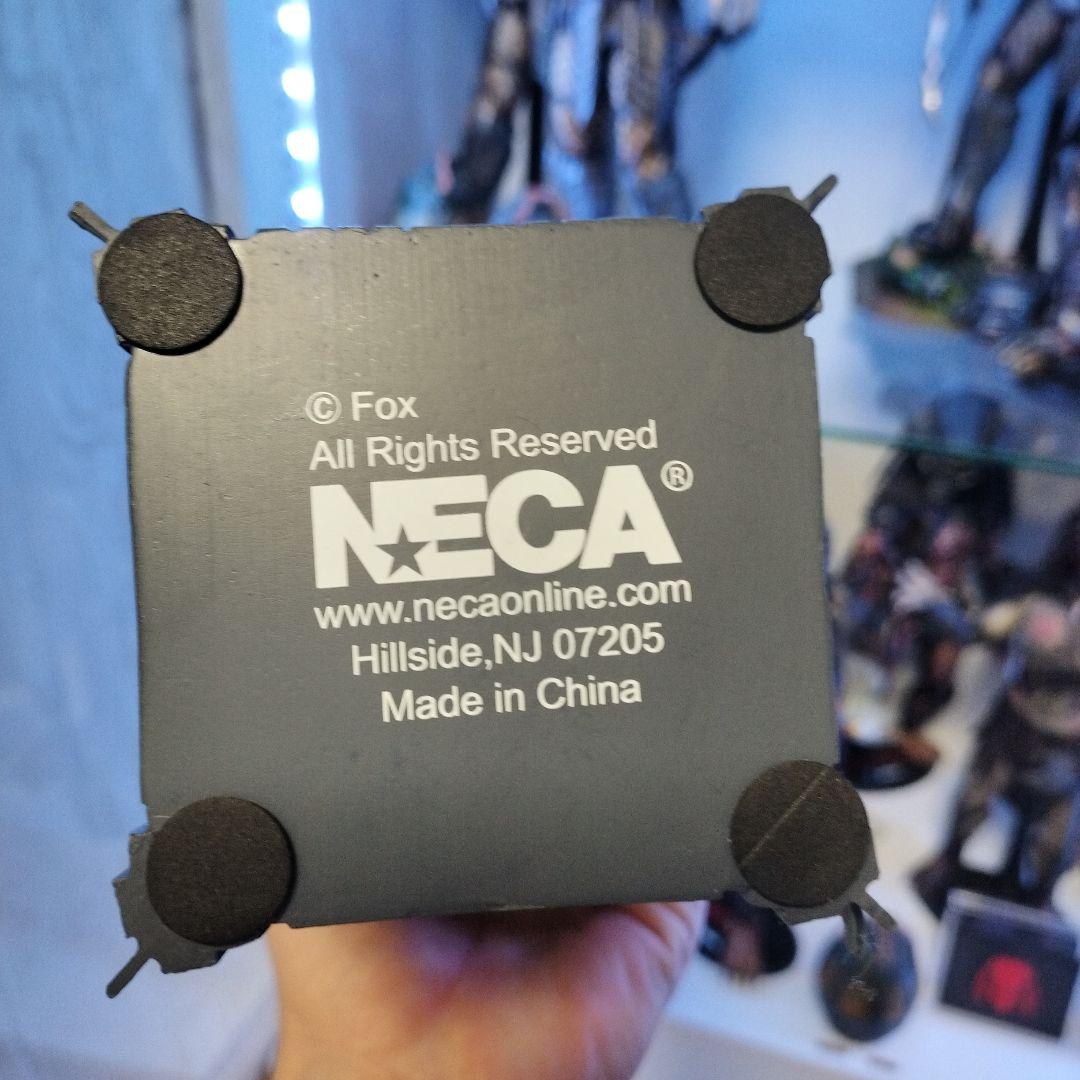 © Fox
All Rights Reserved
NECA®
www.necaonline.com
Hillside,NJ 07205
Made in China